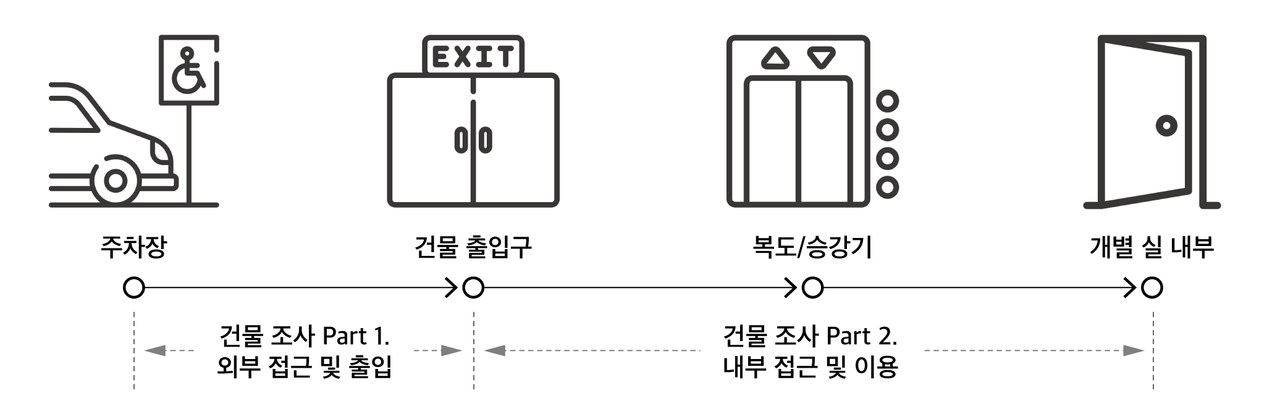 EXIT
주차장
건물 출입구
복도/승강기
개별 실 내부
건물 조사 Part 1.
외부 접근 및 출입
건물 조사 Part 2.
내부 접근 및 이용